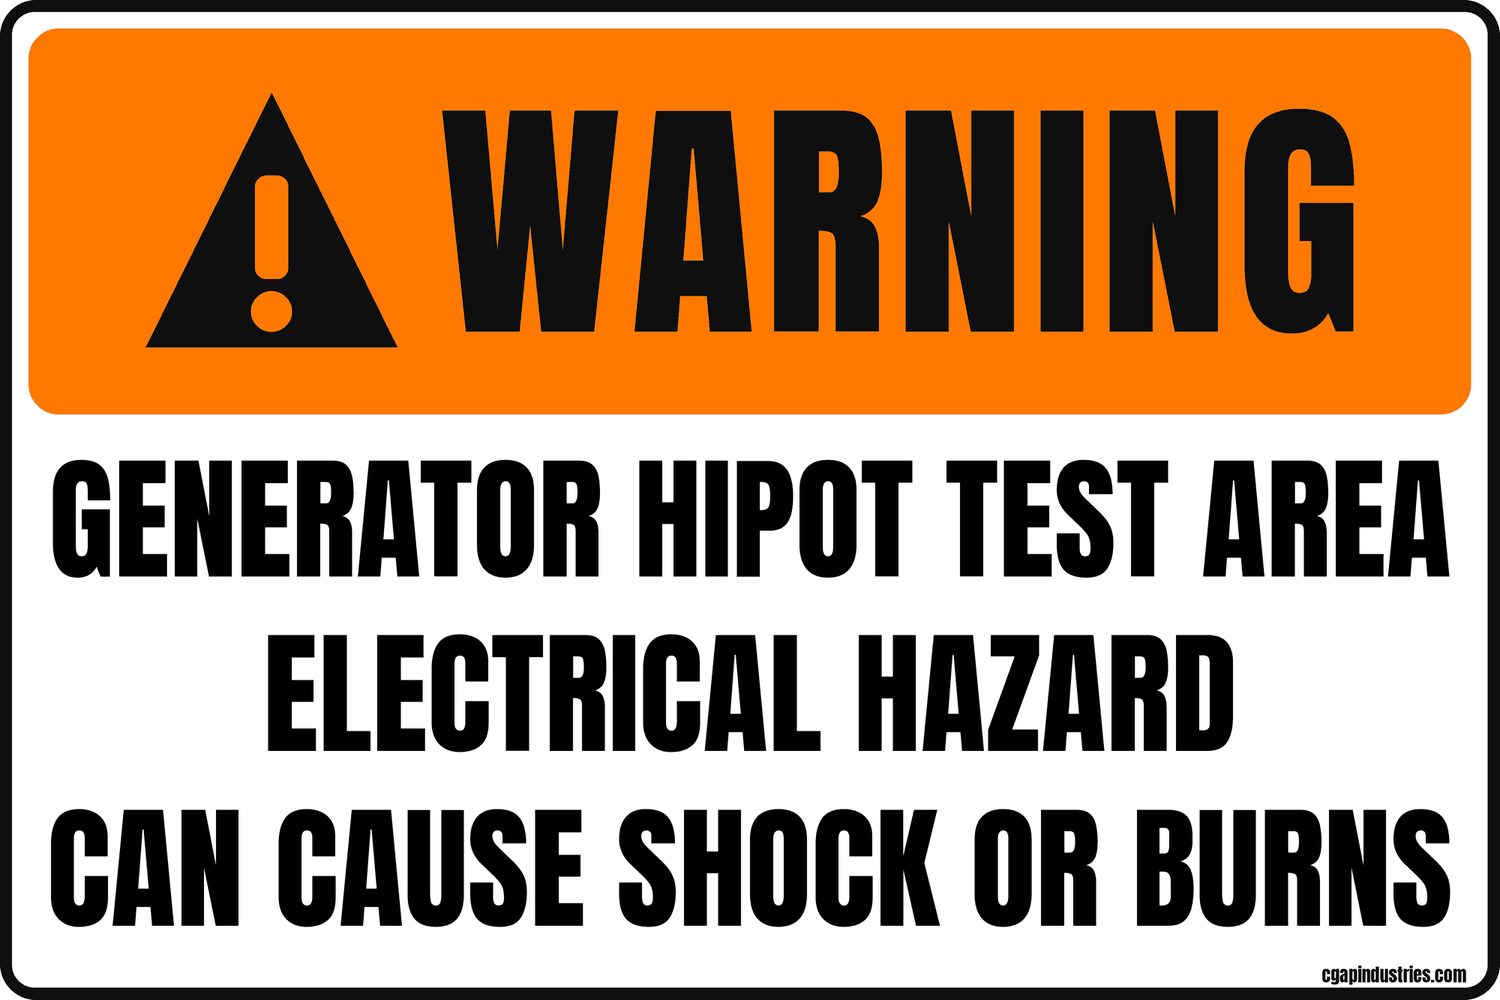 WARNING
GENERATOR HIPOT TEST AREA
ELECTRICAL HAZARD
CAN CAUSE SHOCK OR BURNS
cgapindustries.com